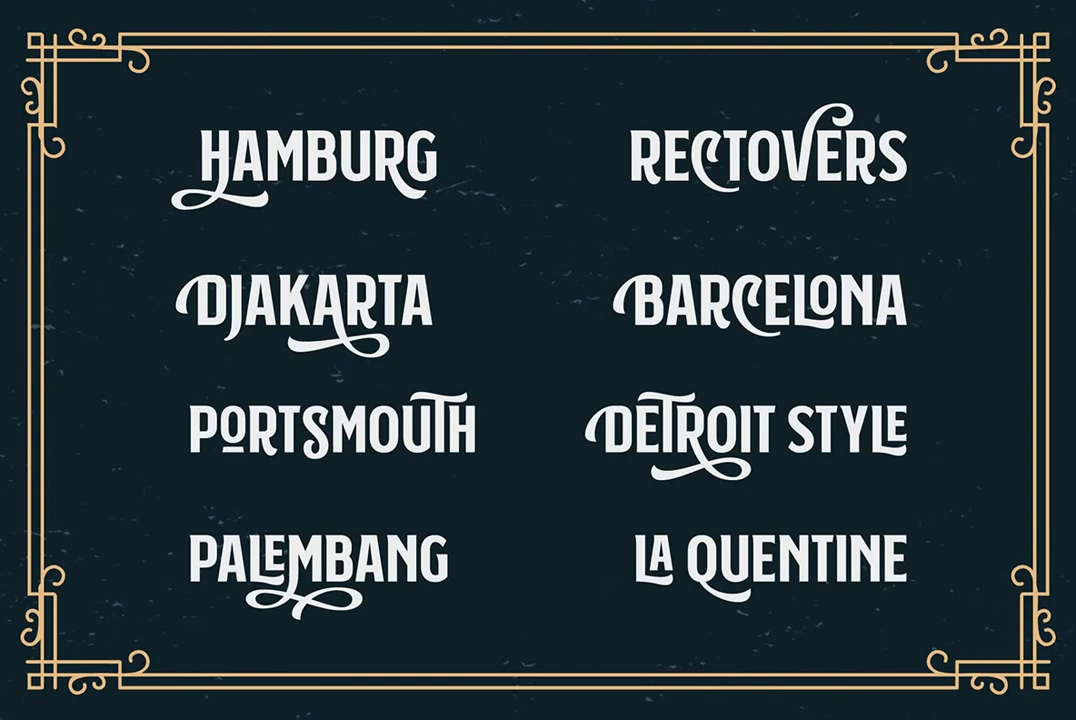 HAMBURG
RECTOVERS
DJAKARTA
BARCELONA
PORTSMOUTH
DETROIT STYLE
PALEMBANG
LA QUENTINE